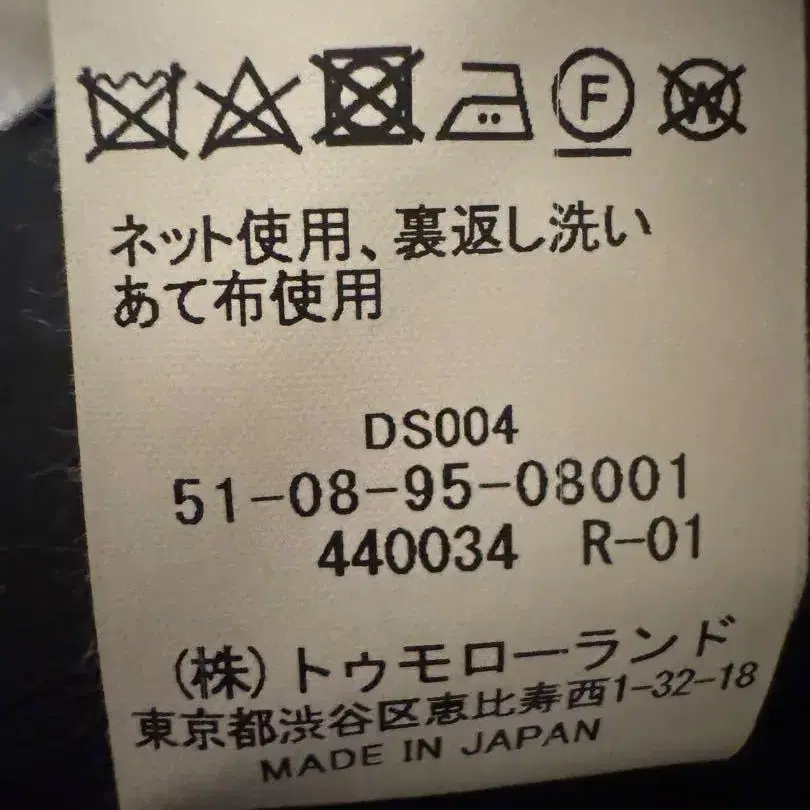 F W
ネット使用、裏返し洗い
あて布使用
DS004
51-08-95-08001
440034 R-01
(株)トゥモローランド
東京都渋谷区恵比寿西1-32-18
MADE IN JAPAN